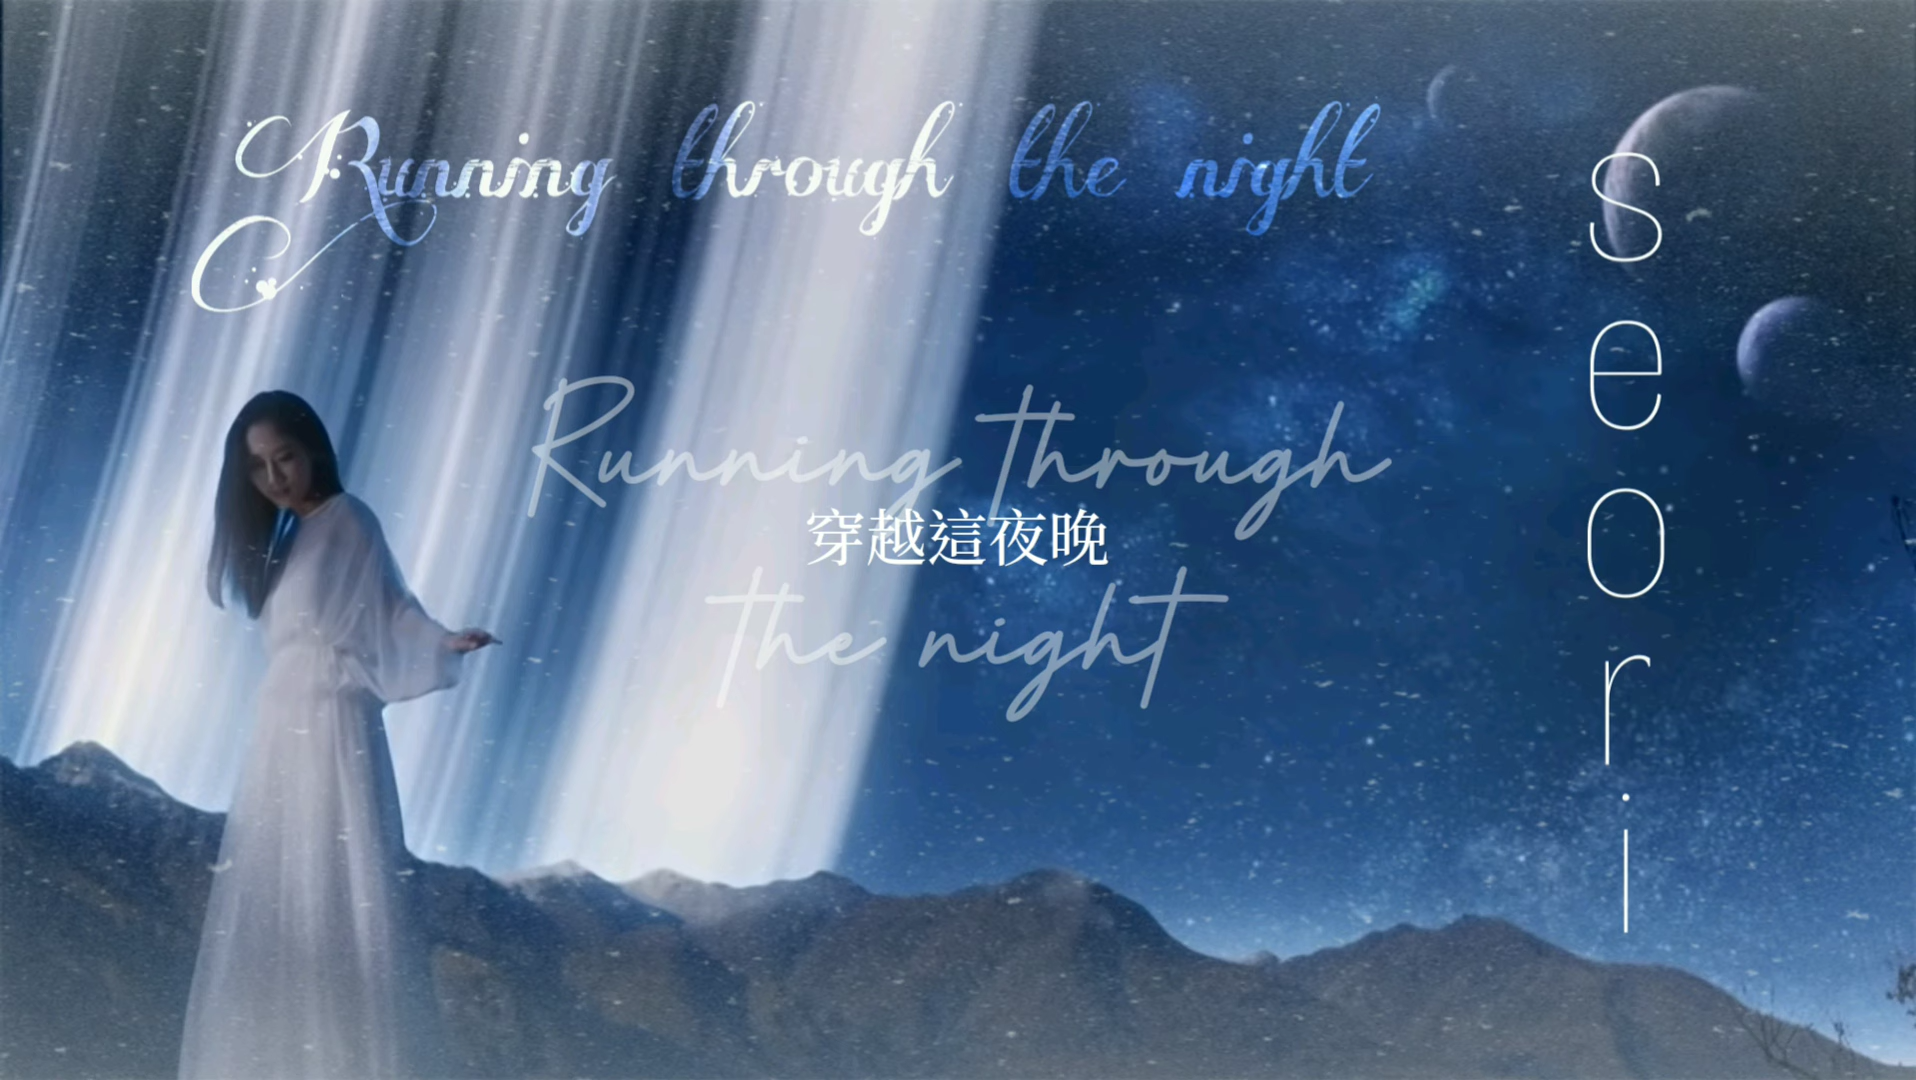 Running through the night
Running through
穿越這夜晚
the night
seori